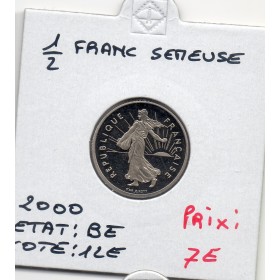 1/2 FRANC SEMEUSE
REPUBLIQUE FRANÇAISE
2000
ETAT: BE
COTE: 12E
PRIX:
7E